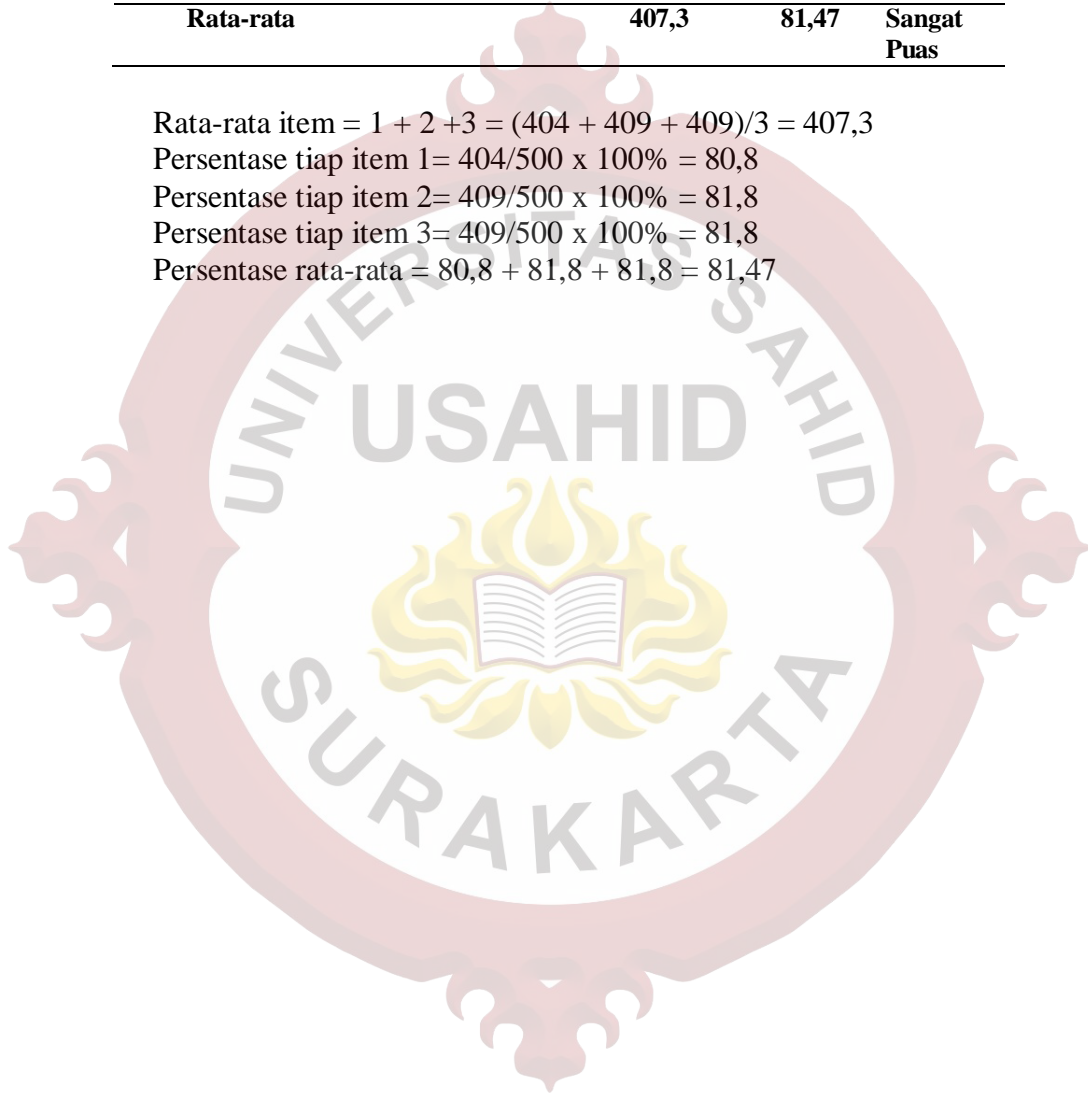 Rata-rata 407,3 81,47 Sangat
Puas
Rata-rata item = 1 + 2 +3 = (404 + 409 + 409)/3 = 407,3
Persentase tiap item 1= 404/500 x 100% = 80,8
Persentase tiap item 2= 409/500 x 100% = 81,8
Persentase tiap item 3= 409/500 x 100% = 81,8
Persentase rata-rata = 80,8 + 81,8 + 81,8 = 81,47
UNIVERSITAS SAHID
USAHID
SURAKARTA